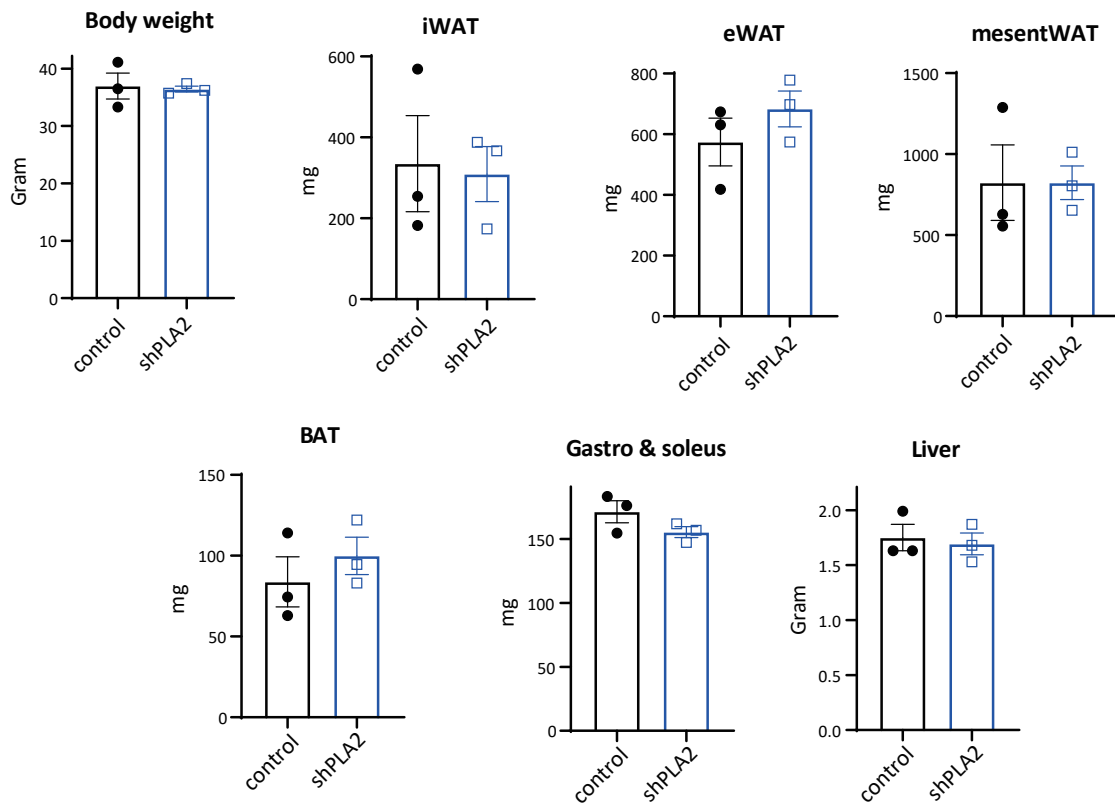 Body weight
Gram
40
30
20
10
0
control
shPLA2
iWAT
mg
600
400
200
0
control
shPLA2
eWAT
mg
800
600
400
200
0
control
shPLA2
mesentWAT
mg
1500
1000
500
0
control
shPLA2
BAT
mg
150
100
50
0
control
shPLA2
Gastro & soleus
mg
150
100
50
0
control
shPLA2
Liver
Gram
2.0
1.5
1.0
0.5
0.0
control
shPLA2